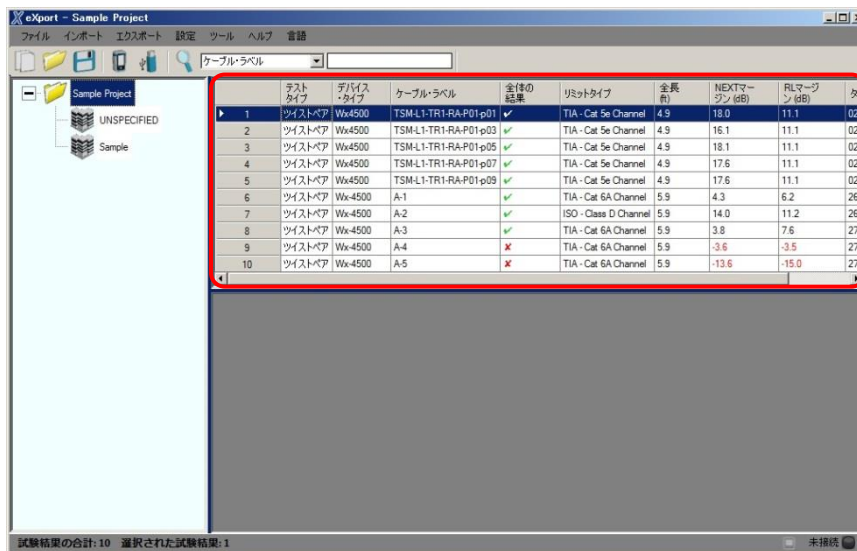 eXport - Sample Project
ファイル インポート エクスポート 設定 ツール ヘルプ 言語
ケーブル・ラベル
Sample Project
UNSPECIFIED
Sample
テストタイプ デバイス・タイプ ケーブル・ラベル 全体の結果 リミットタイプ 全長 ft) NEXTマージン (dB) RLマージン (dB)
1 ツイストペア Wx4500 TSM-L1-TR1-RA-P01-p01 ✔ TIA - Cat 5e Channel 4.9 18.0 11.1 02
2 ツイストペア Wx4500 TSM-L1-TR1-RA-P01-p03 ✔ TIA - Cat 5e Channel 4.9 16.1 11.1 02
3 ツイストペア Wx4500 TSM-L1-TR1-RA-P01-p05 ✔ TIA - Cat 5e Channel 4.9 18.1 11.1 02
4 ツイストペア Wx4500 TSM-L1-TR1-RA-P01-p07 ✔ TIA - Cat 5e Channel 4.9 17.6 11.1 02
5 ツイストペア Wx4500 TSM-L1-TR1-RA-P01-p09 ✔ TIA - Cat 5e Channel 4.9 17.6 11.1 02
6 ツイストペア Wx-4500 A-1 ✔ TIA - Cat 6A Channel 5.9 4.3 6.2 26
7 ツイストペア Wx-4500 A-2 ✔ ISO - Class D Channel 5.9 14.0 11.2 26
8 ツイストペア Wx-4500 A-3 ✔ TIA - Cat 6A Channel 5.9 3.8 7.6 27
9 ツイストペア Wx-4500 A-4 ✘ TIA - Cat 6A Channel 5.9 -3.6 -3.5 27
10 ツイストペア Wx-4500 A-5 ✘ TIA - Cat 6A Channel 5.9 -13.6 -15.0 27
試験結果の合計: 10 選択された試験結果: 1 未接続